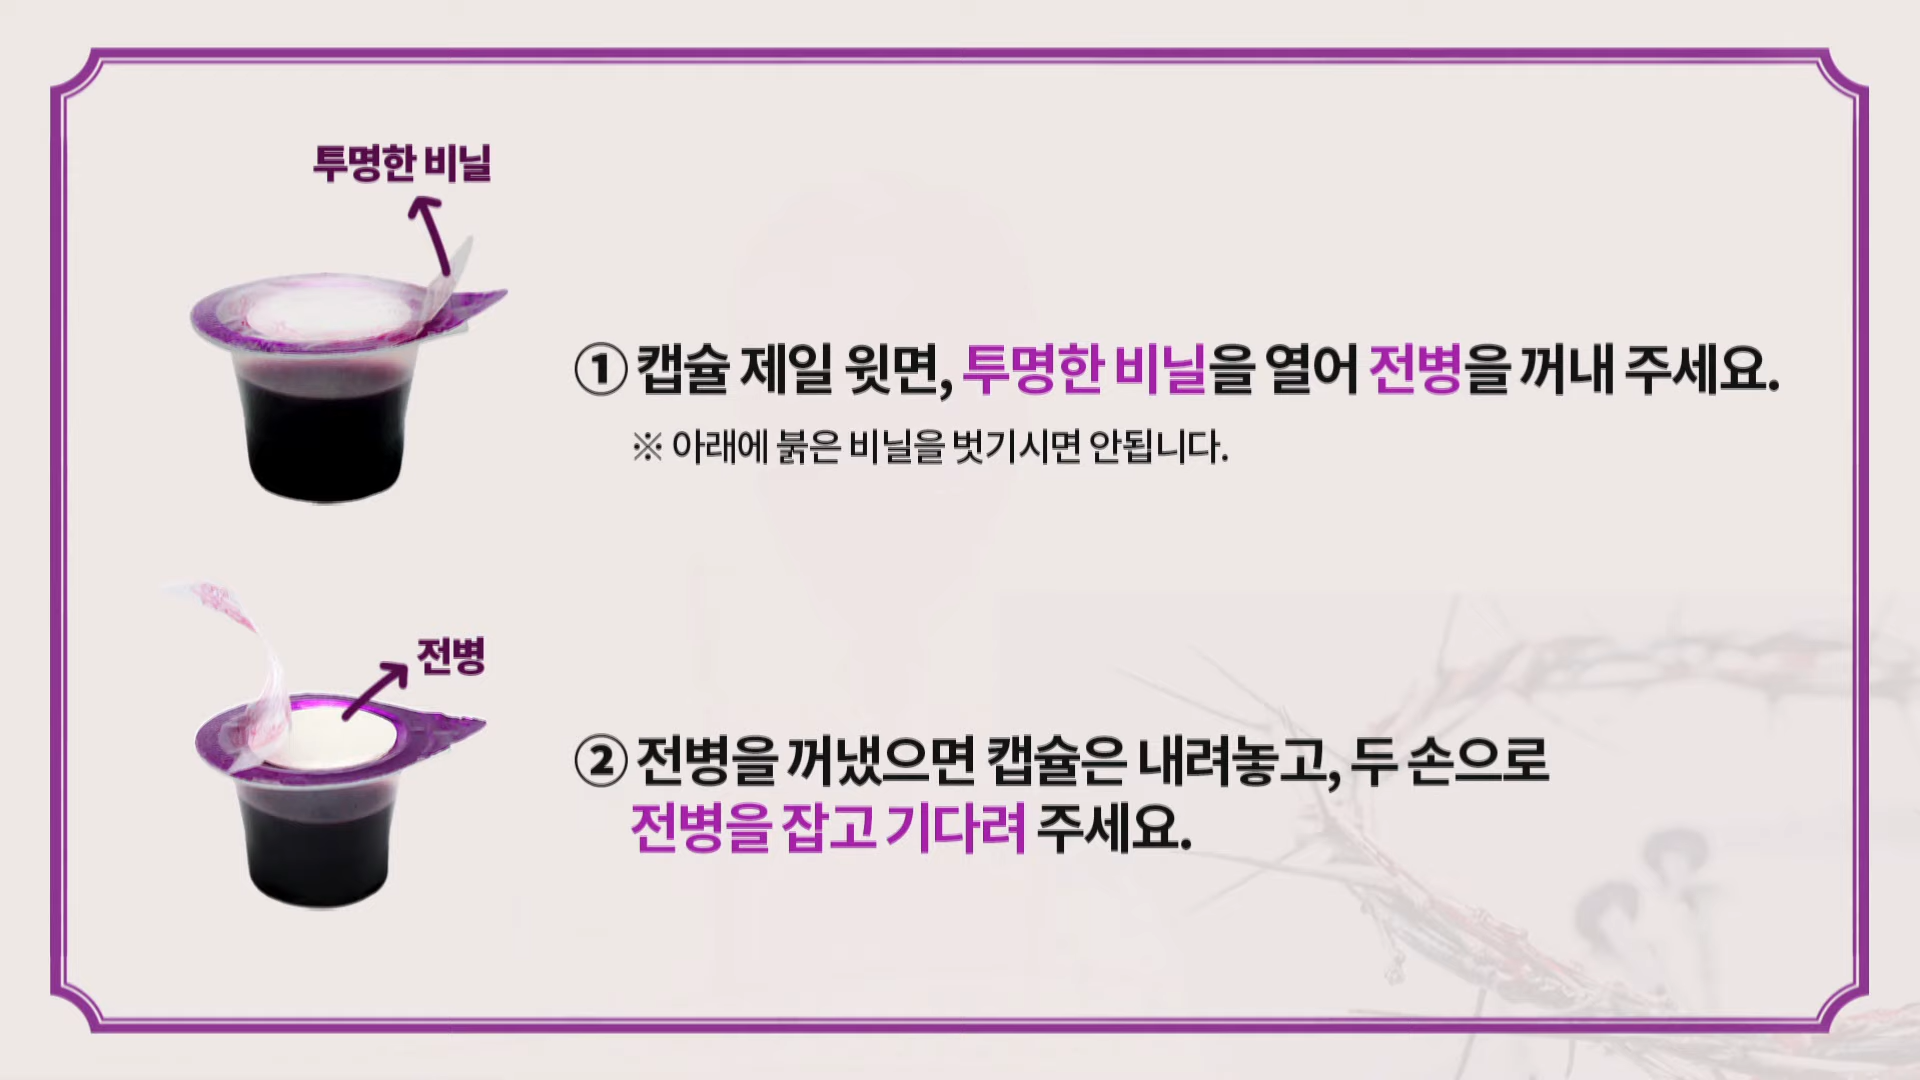 투명한 비닐
① 캡슐 제일 윗면, 투명한 비닐을 열어 전병을 꺼내 주세요.
※ 아래에 붉은 비닐을 벗기시면 안됩니다.
전병
② 전병을 꺼냈으면 캡슐은 내려놓고, 두 손으로
전병을 잡고 기다려 주세요.